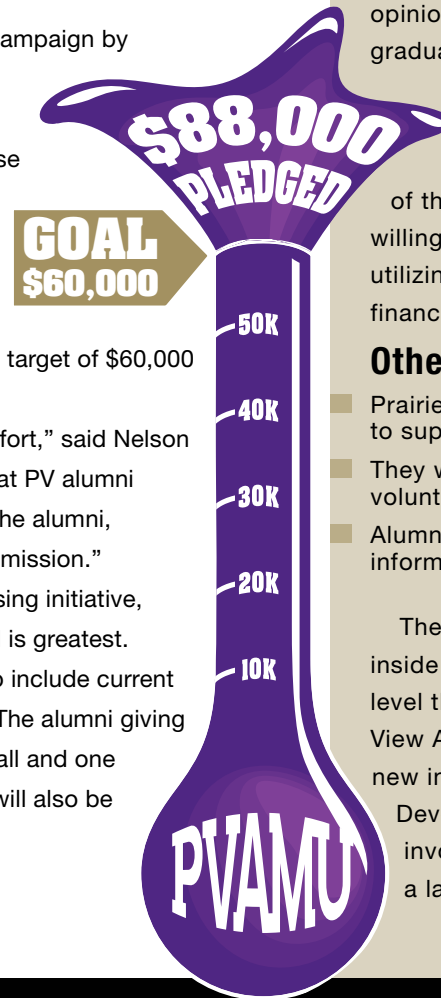 ampaign by
se
target of $60,000
fort,” said Nelson
at PV alumni
he alumni,
mission.”
sing initiative,
is greatest.
o include current
The alumni giving
all and one
will also be
GOAL
$60,000
$88,000
PLEDGED
50K
40K
30K
20K
10K
PVAMU
opinio
gradua
of th
willing
utilizin
financ
Othe
Prairie
to sup
They w
volunt
Alumn
inform
The
inside
level th
View A
new in
Dev
invo
a la